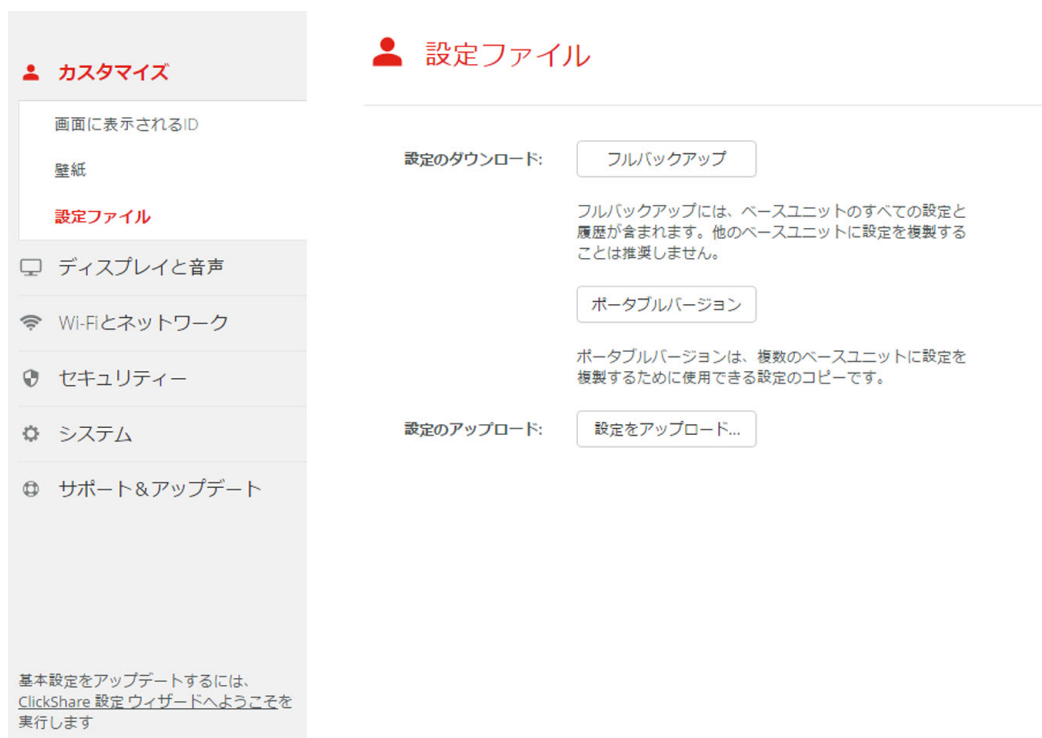 カスタマイズ
画面に表示されるID
壁紙
設定ファイル
ディスプレイと音声
Wi-Fiとネットワーク
セキュリティー
システム
サポート＆アップデート
基本設定をアップデートするには、
ClickShare 設定 ウィザードへようこそを
実行します
設定ファイル
設定のダウンロード:
フルバックアップ
フルバックアップには、ベースユニットのすべての設定と
履歴が含まれます。他のベースユニットに設定を複製する
ことは推奨しません。
ポータブルバージョン
ポータブルバージョンは、複数のベースユニットに設定を
複製するために使用できる設定のコピーです。
設定のアップロード:
設定をアップロード...